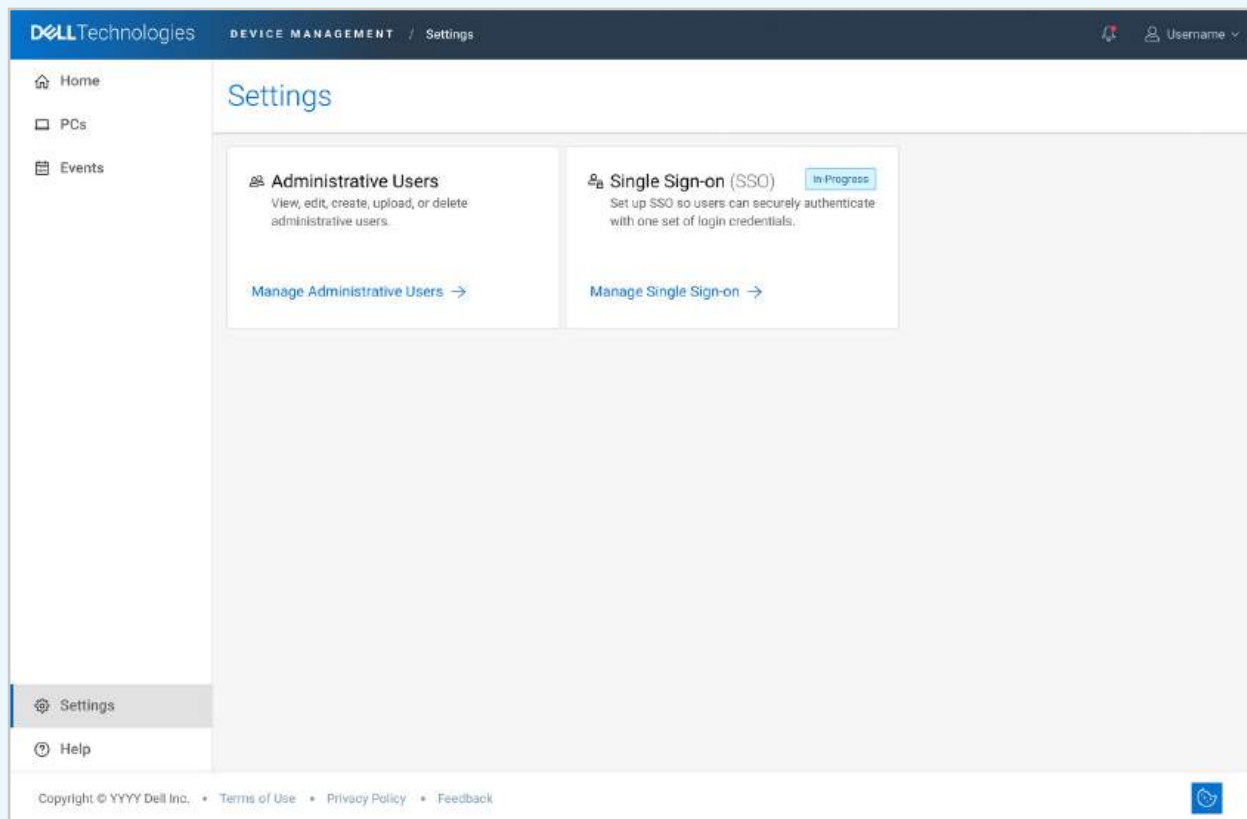 DELLTechnologies
DEVICE MANAGEMENT / Settings
Username
Home
PCs
Events
Settings
Administrative Users
View, edit, create, upload, or delete
administrative users.
Manage Administrative Users →
Single Sign-on (SSO)
In-Progress
Set up SSO so users can securely authenticate
with one set of login credentials.
Manage Single Sign-on →
Settings
Help
Copyright © YYYY Dell Inc. • Terms of Use • Privacy Policy • Feedback